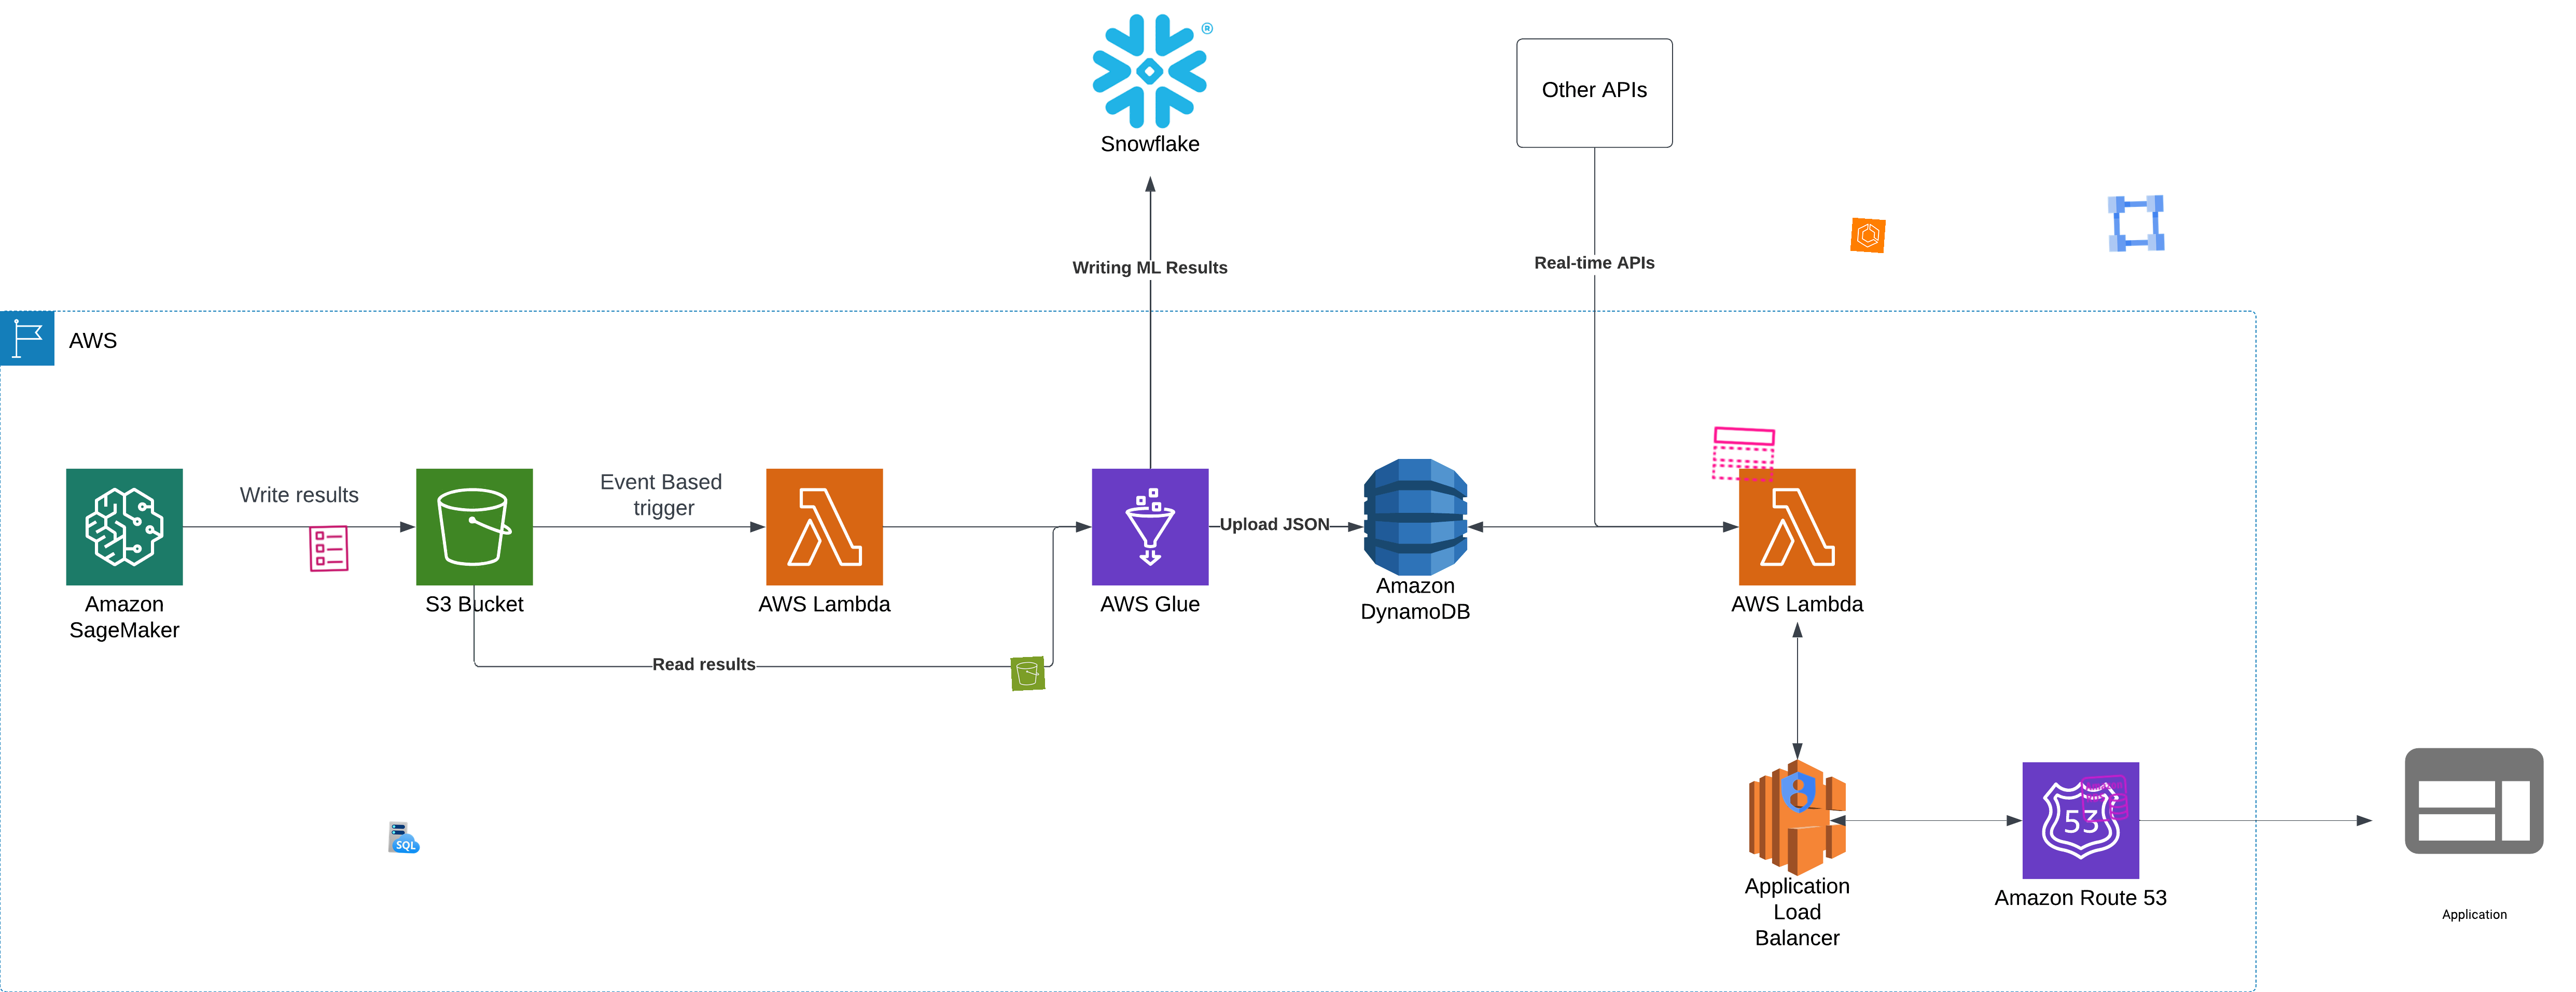 ®
Snowflake
Other APIs
Writing ML Results
Real-time APIs
AWS
Write results
Event Based
trigger
Upload JSON
Amazon
SageMaker
S3 Bucket
AWS Lambda
AWS Glue
Amazon
DynamoDB
AWS Lambda
Read results
SQL
53
Application
Load
Balancer
Amazon Route 53
Application